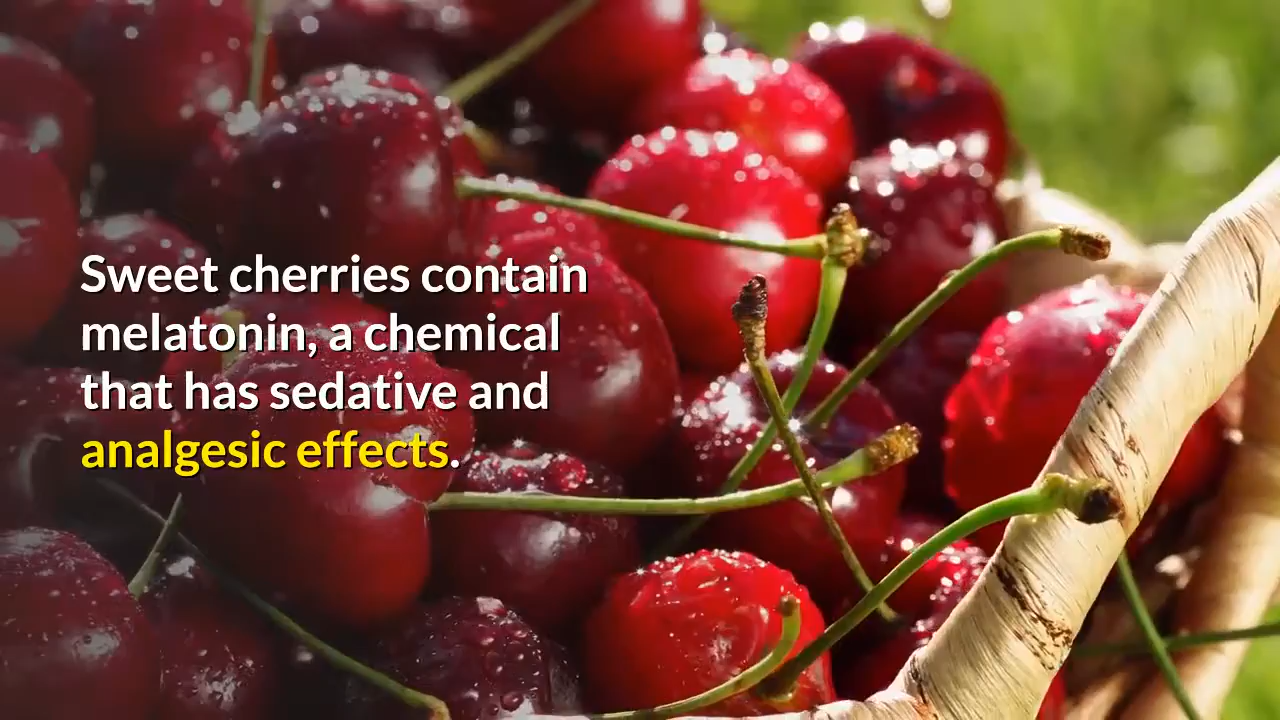 Sweet cherries contain
melatonin, a chemical
that has sedative and
analgesic effects.